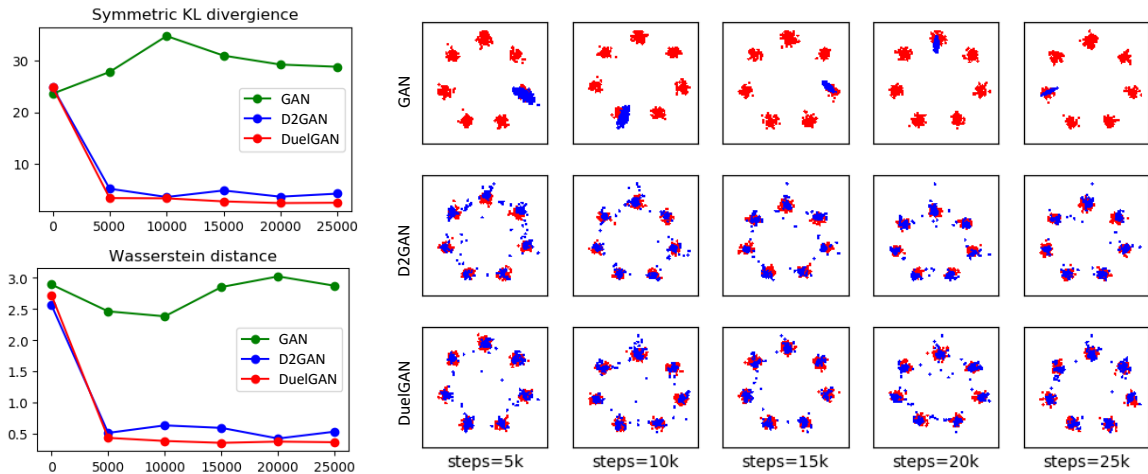 Symmetric KL divergience
30
20
10
GAN
D2GAN
DuelGAN
0 5000 10000 15000 20000 25000
Wasserstein distance
3.0
2.5
2.0
1.5
1.0
0.5
GAN
D2GAN
DuelGAN
0 5000 10000 15000 20000 25000
GAN
D2GAN
DuelGAN
steps=5k steps=10k steps=15k steps=20k steps=25k